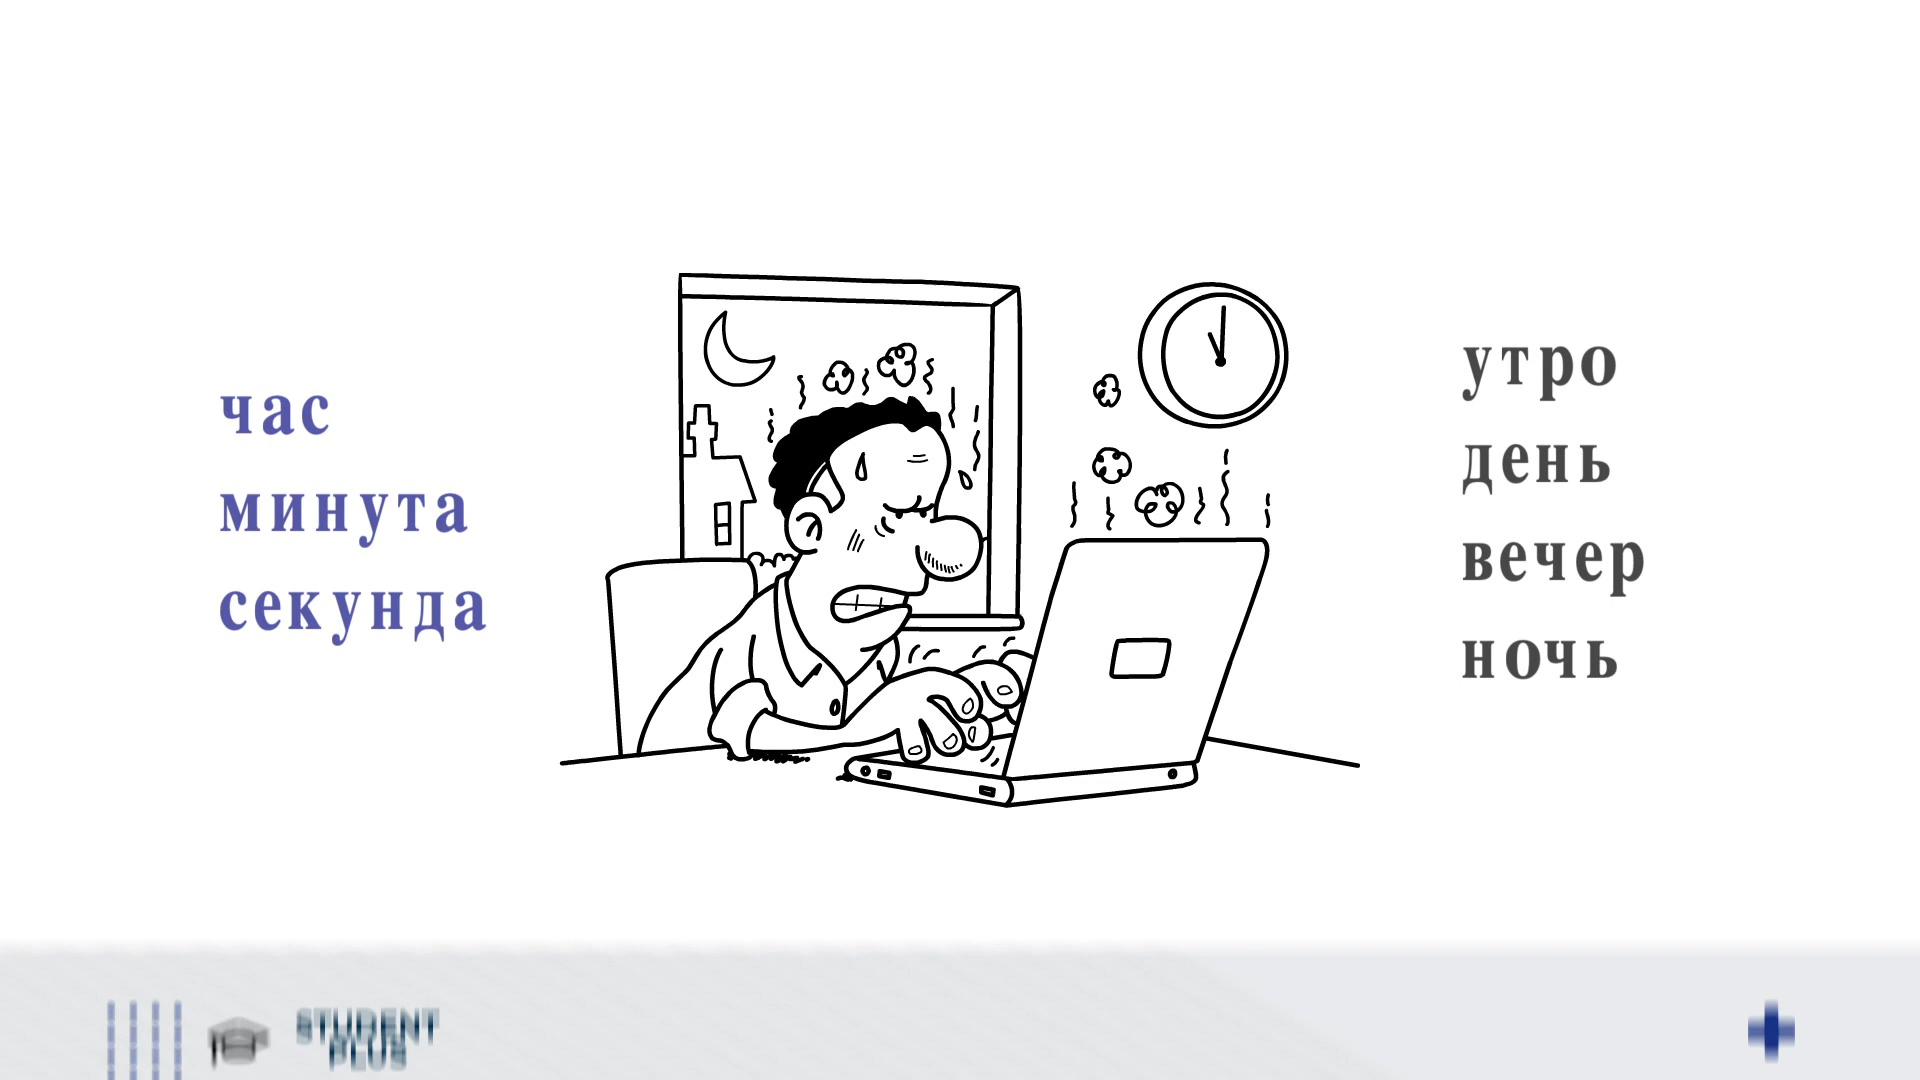 час
минута
секунда
утро
день
вечер
ночь
STUDENT
PLUS